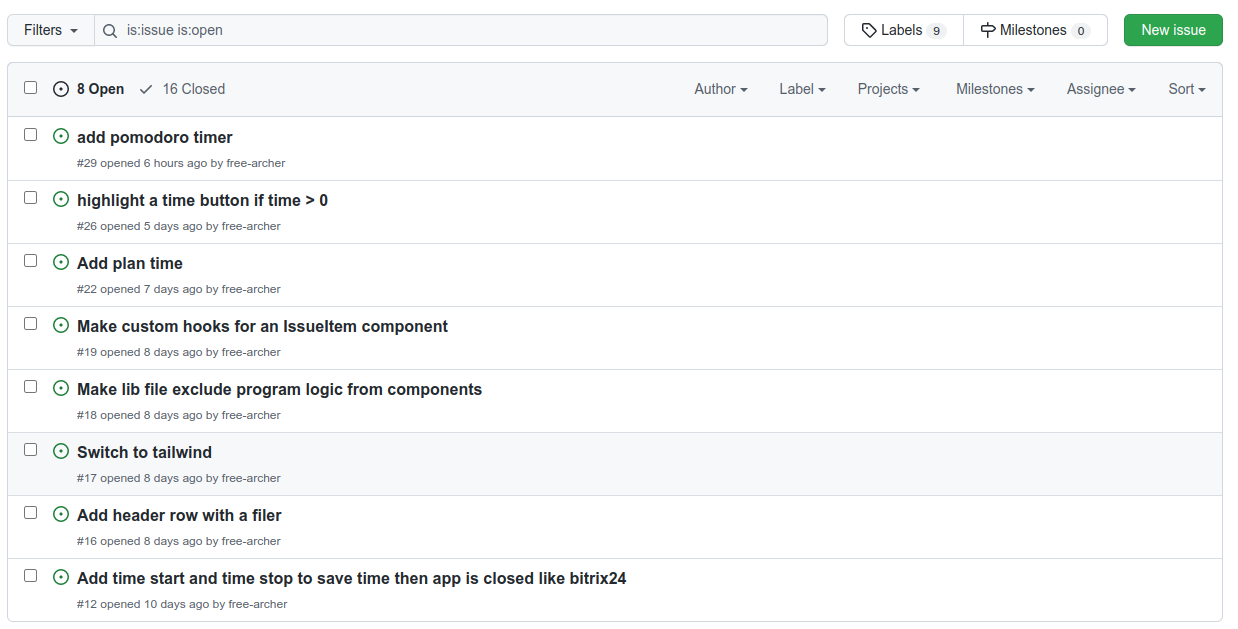 Filters is:issue is:open Labels 9 Milestones 0 New issue
8 Open 16 Closed Author Label Projects Milestones Assignee Sort
add pomodoro timer
#29 opened 6 hours ago by free-archer
highlight a time button if time > 0
#26 opened 5 days ago by free-archer
Add plan time
#22 opened 7 days ago by free-archer
Make custom hooks for an IssueItem component
#19 opened 8 days ago by free-archer
Make lib file exclude program logic from components
#18 opened 8 days ago by free-archer
Switch to tailwind
#17 opened 8 days ago by free-archer
Add header row with a filer
#16 opened 8 days ago by free-archer
Add time start and time stop to save time then app is closed like bitrix24
#12 opened 10 days ago by free-archer